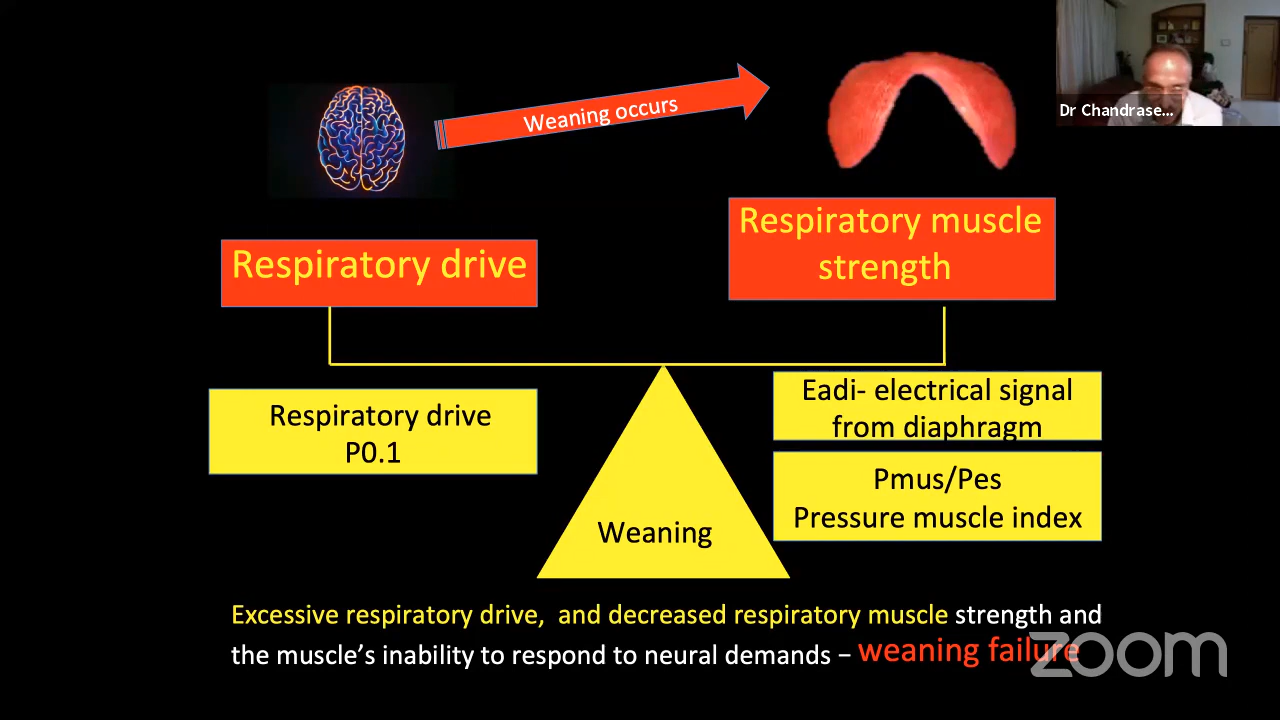 Dr Chandrase...
Weaning occurs
Respiratory drive
Respiratory muscle
strength
Respiratory drive
P0.1
Eadi- electrical signal
from diaphragm
Pmus/Pes
Pressure muscle index
Weaning
Excessive respiratory drive, and decreased respiratory muscle strength and
the muscle's inability to respond to neural demands – weaning failure
zoom